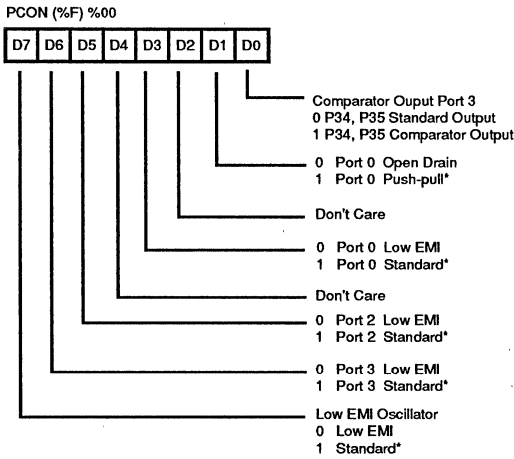 PCON (%F) %00
D7 D6 D5 D4 D3 D2 D1 D0
Comparator Ouput Port 3
0 P34, P35 Standard Output
1 P34, P35 Comparator Output
0 Port 0 Open Drain
1 Port 0 Push-pull*
Don't Care
0 Port 0 Low EMI
1 Port 0 Standard*
Don't Care
0 Port 2 Low EMI
1 Port 2 Standard*
0 Port 3 Low EMI
1 Port 3 Standard*
Low EMI Oscillator
0 Low EMI
1 Standard*